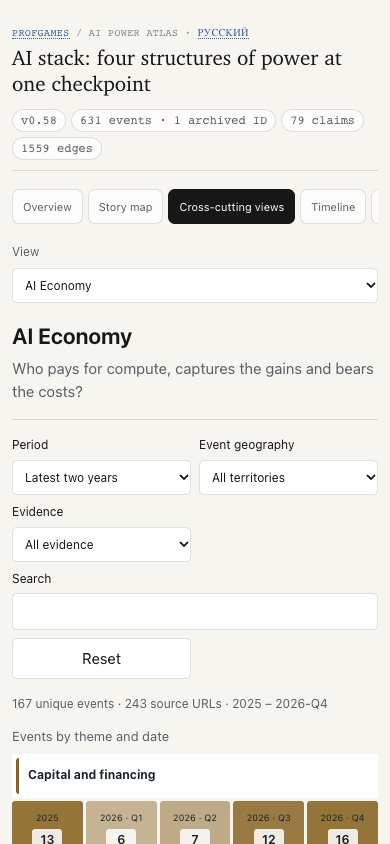 PROFGAMES / AI POWER ATLAS · РУССКИЙ
AI stack: four structures of power at
one checkpoint
v0.58 631 events · 1 archived ID 79 claims
1559 edges
Overview Story map Cross-cutting views Timeline
View
AI Economy
AI Economy
Who pays for compute, captures the gains and bears
the costs?
Period Event geography
Latest two years All territories
Evidence
All evidence
Search
Reset
167 unique events · 243 source URLs · 2025 – 2026-Q4
Events by theme and date
Capital and financing
2025 2026 · Q1 2026 · Q2 2026 · Q3 2026 · Q4
13 6 7 12 16